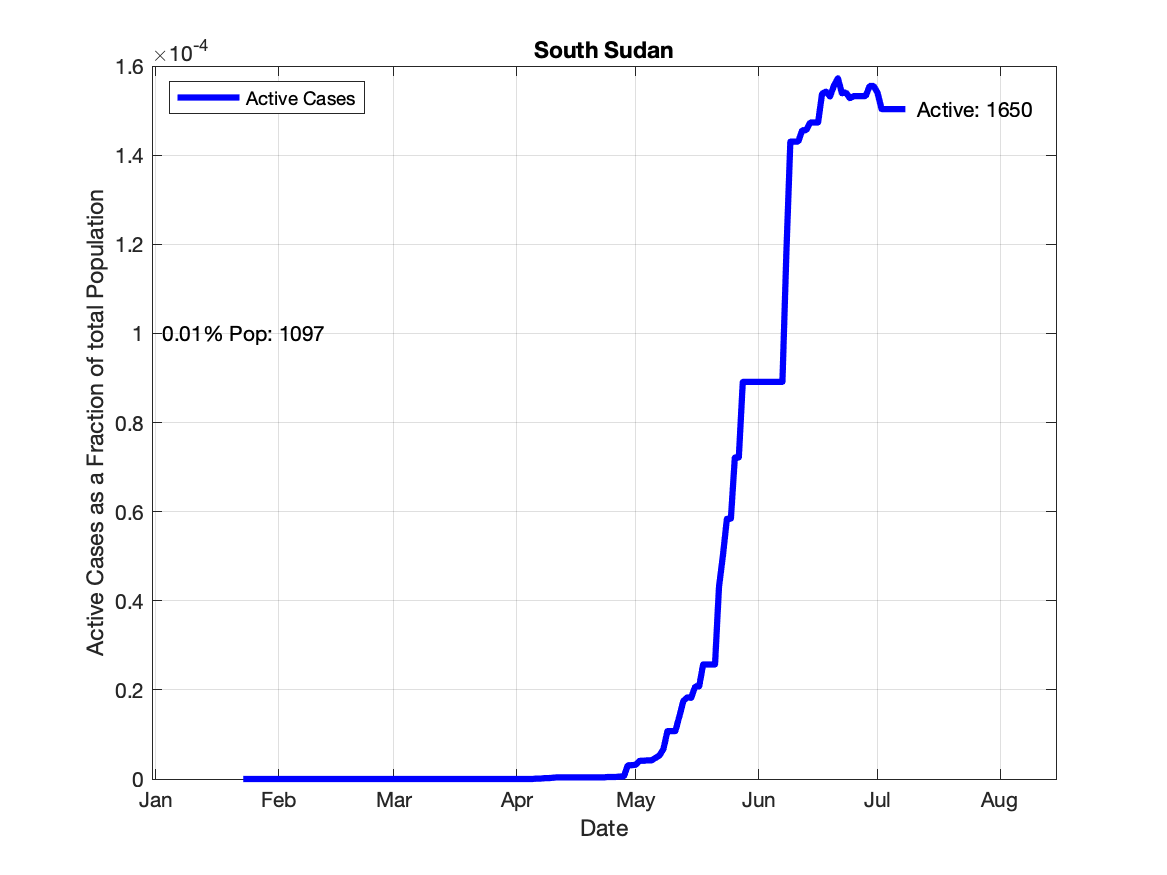 South Sudan
×10⁻⁴
1.6
1.4
1.2
1
0.8
0.6
0.4
0.2
0
Active Cases
Active: 1650
0.01% Pop: 1097
Active Cases as a Fraction of total Population
Jan Feb Mar Apr May Jun Jul Aug
Date